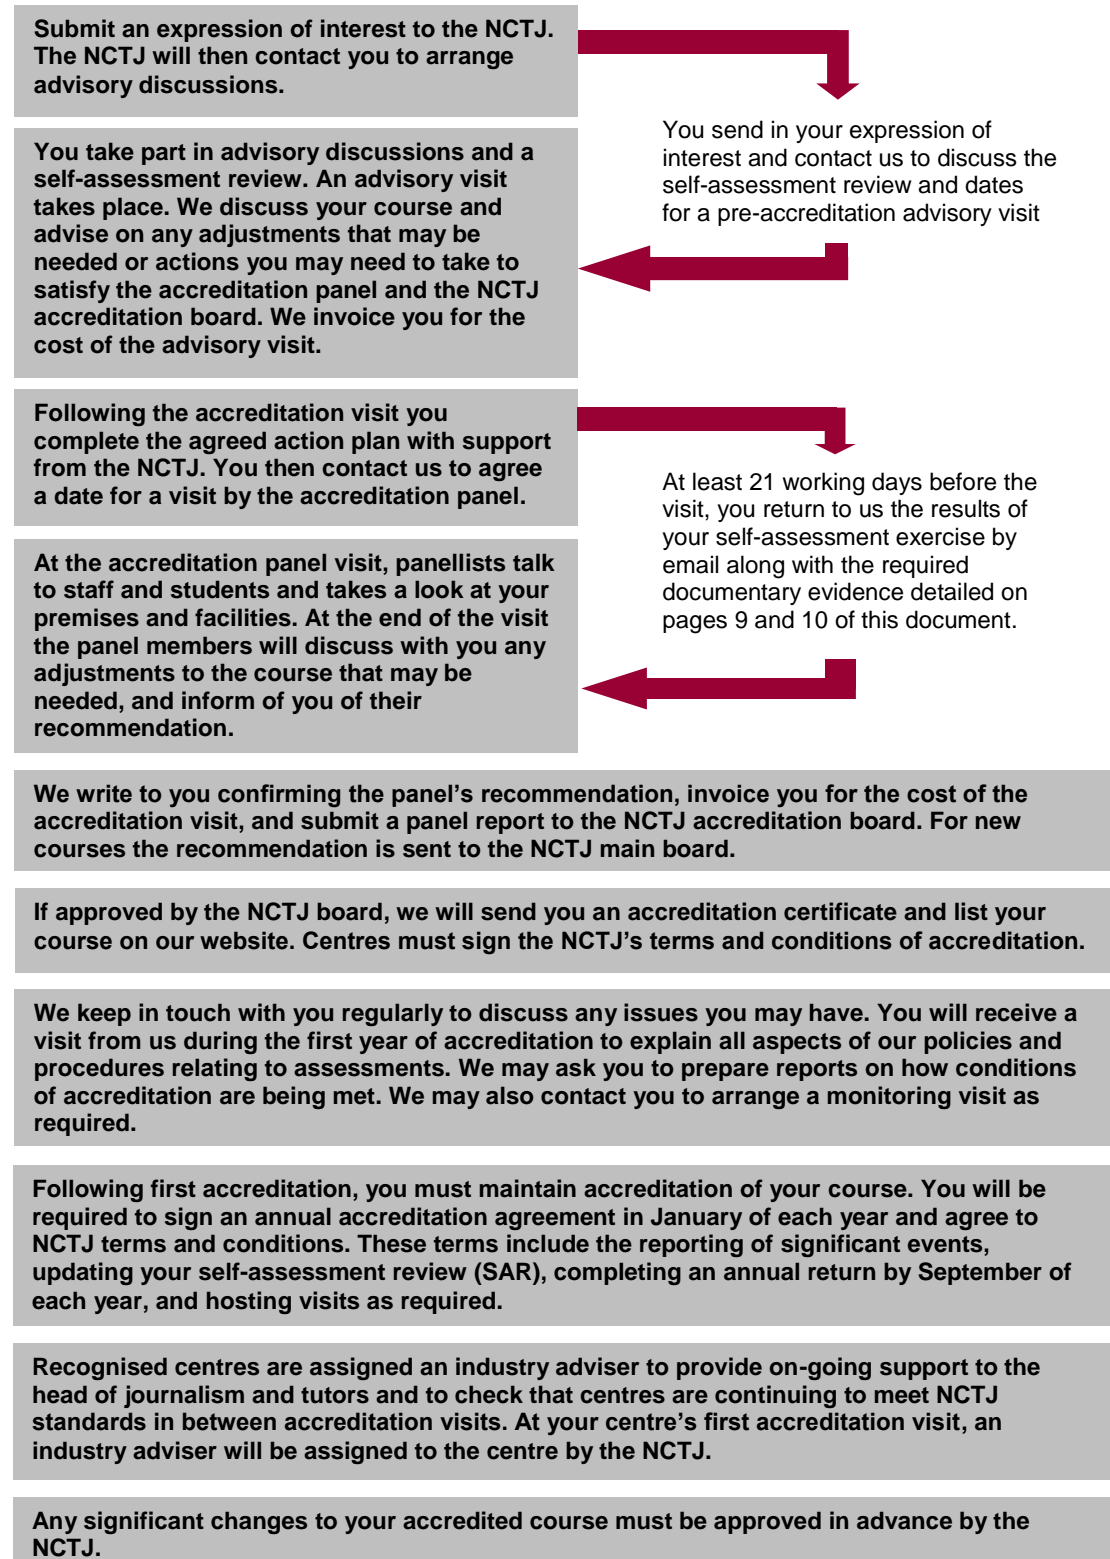 Submit an expression of interest to the NCTJ.
The NCTJ will then contact you to arrange
advisory discussions.
You send in your expression of
interest and contact us to discuss the
self-assessment review and dates
for a pre-accreditation advisory visit
You take part in advisory discussions and a
self-assessment review. An advisory visit
takes place. We discuss your course and
advise on any adjustments that may be
needed or actions you may need to take to
satisfy the accreditation panel and the NCTJ
accreditation board. We invoice you for the
cost of the advisory visit.
Following the accreditation visit you
complete the agreed action plan with support
from the NCTJ. You then contact us to agree
a date for a visit by the accreditation panel.
At least 21 working days before the
visit, you return to us the results of
your self-assessment exercise by
email along with the required
documentary evidence detailed on
pages 9 and 10 of this document.
At the accreditation panel visit, panellists talk
to staff and students and takes a look at your
premises and facilities. At the end of the visit
the panel members will discuss with you any
adjustments to the course that may be
needed, and inform of you of their
recommendation.
We write to you confirming the panel's recommendation, invoice you for the cost of the
accreditation visit, and submit a panel report to the NCTJ accreditation board. For new
courses the recommendation is sent to the NCTJ main board.
If approved by the NCTJ board, we will send you an accreditation certificate and list your
course on our website. Centres must sign the NCTJ's terms and conditions of accreditation.
We keep in touch with you regularly to discuss any issues you may have. You will receive a
visit from us during the first year of accreditation to explain all aspects of our policies and
procedures relating to assessments. We may ask you to prepare reports on how conditions
of accreditation are being met. We may also contact you to arrange a monitoring visit as
required.
Following first accreditation, you must maintain accreditation of your course. You will be
required to sign an annual accreditation agreement in January of each year and agree to
NCTJ terms and conditions. These terms include the reporting of significant events,
updating your self-assessment review (SAR), completing an annual return by September of
each year, and hosting visits as required.
Recognised centres are assigned an industry adviser to provide on-going support to the
head of journalism and tutors and to check that centres are continuing to meet NCTJ
standards in between accreditation visits. At your centre's first accreditation visit, an
industry adviser will be assigned to the centre by the NCTJ.
Any significant changes to your accredited course must be approved in advance by the
NCTJ.